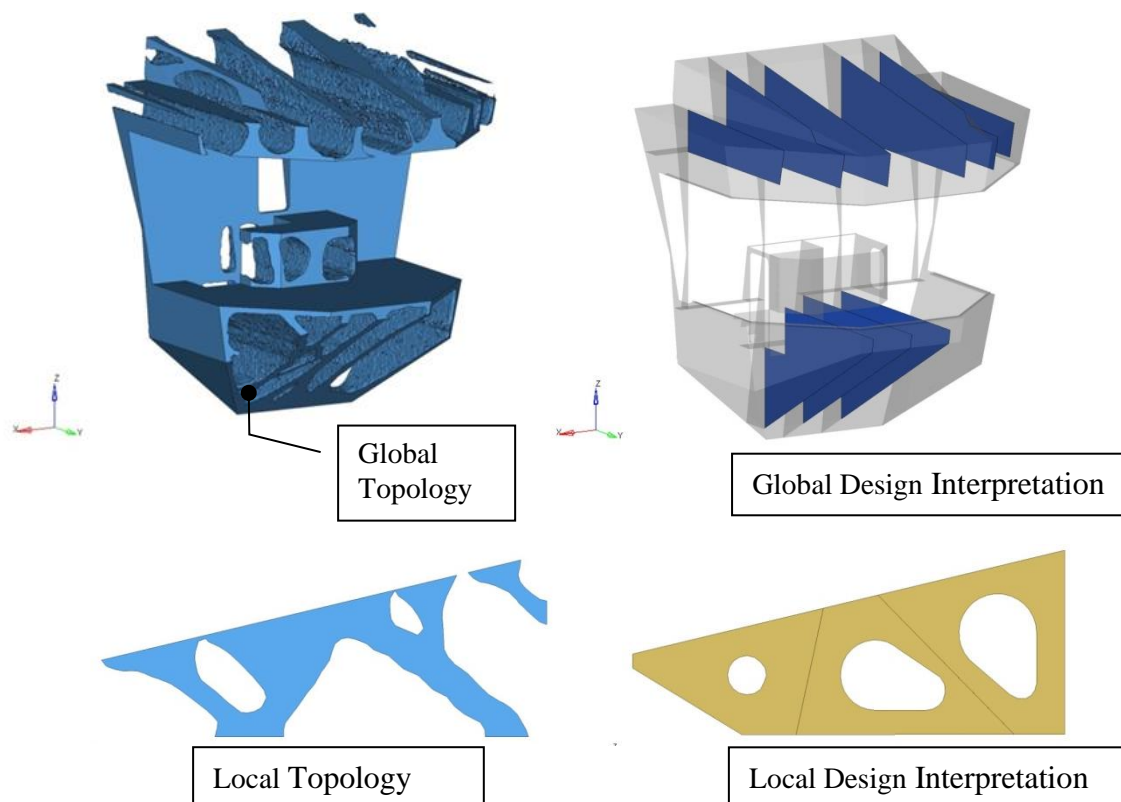 Z
X
Y
Global
Topology
Z
X
Y
Global Design Interpretation
Local Topology
Local Design Interpretation